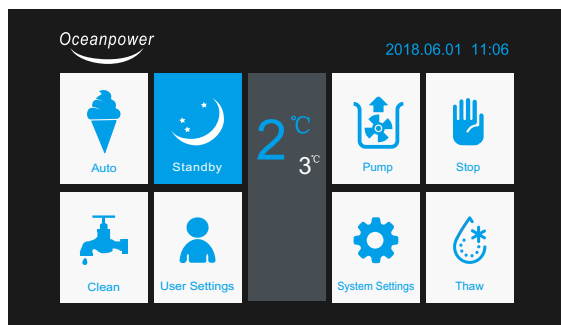 Oceanpower
2018.06.01 11:06
Auto
Standby
2°C
3°C
Pump
Stop
Clean
User Settings
System Settings
Thaw